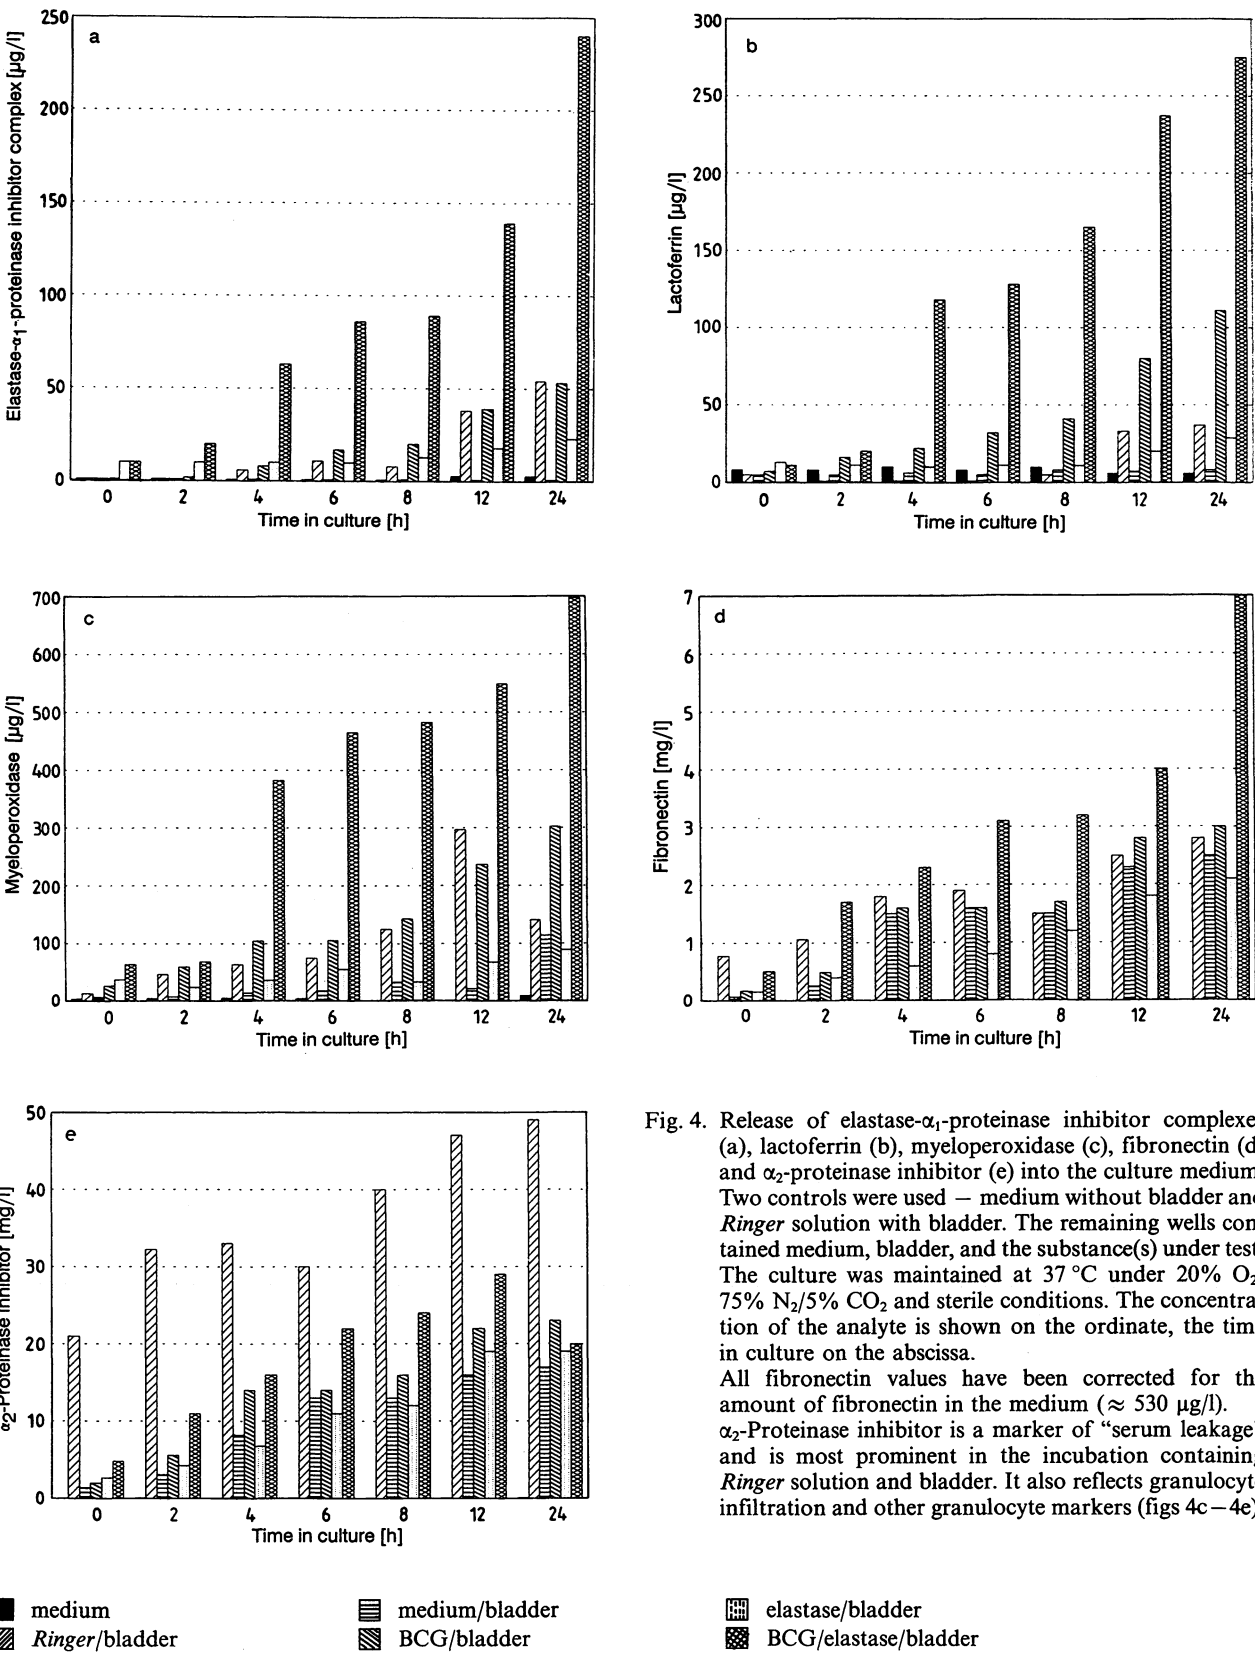 a
Elastase-α1-proteinase inhibitor complex [µg/l]
250
200
150
100
50
0
0 2 4 6 8 12 24
Time in culture [h]
b
Lactoferrin [µg/l]
300
250
200
150
100
50
0
0 2 4 6 8 12 24
Time in culture [h]
c
Myeloperoxidase [µg/l]
700
600
500
400
300
200
100
0
0 2 4 6 8 12 24
Time in culture [h]
d
Fibronectin [mg/l]
7
6
5
4
3
2
1
0
0 2 4 6 8 12 24
Time in culture [h]
e
α2-Proteinase inhibitor [mg/l]
50
40
30
20
10
0
0 2 4 6 8 12 24
Time in culture [h]
Fig. 4. Release of elastase-α1-proteinase inhibitor complexe
(a), lactoferrin (b), myeloperoxidase (c), fibronectin (d
and α2-proteinase inhibitor (e) into the culture medium
Two controls were used — medium without bladder and
Ringer solution with bladder. The remaining wells con
tained medium, bladder, and the substance(s) under test
The culture was maintained at 37 °C under 20% O2
75% N2/5% CO2 and sterile conditions. The concentra
tion of the analyte is shown on the ordinate, the tim
in culture on the abscissa.
All fibronectin values have been corrected for th
amount of fibronectin in the medium (≈ 530 µg/l).
α2-Proteinase inhibitor is a marker of “serum leakage”
and is most prominent in the incubation containing
Ringer solution and bladder. It also reflects granulocyt
infiltration and other granulocyte markers (figs 4c—4e)
medium
Ringer/bladder
medium/bladder
BCG/bladder
elastase/bladder
BCG/elastase/bladder